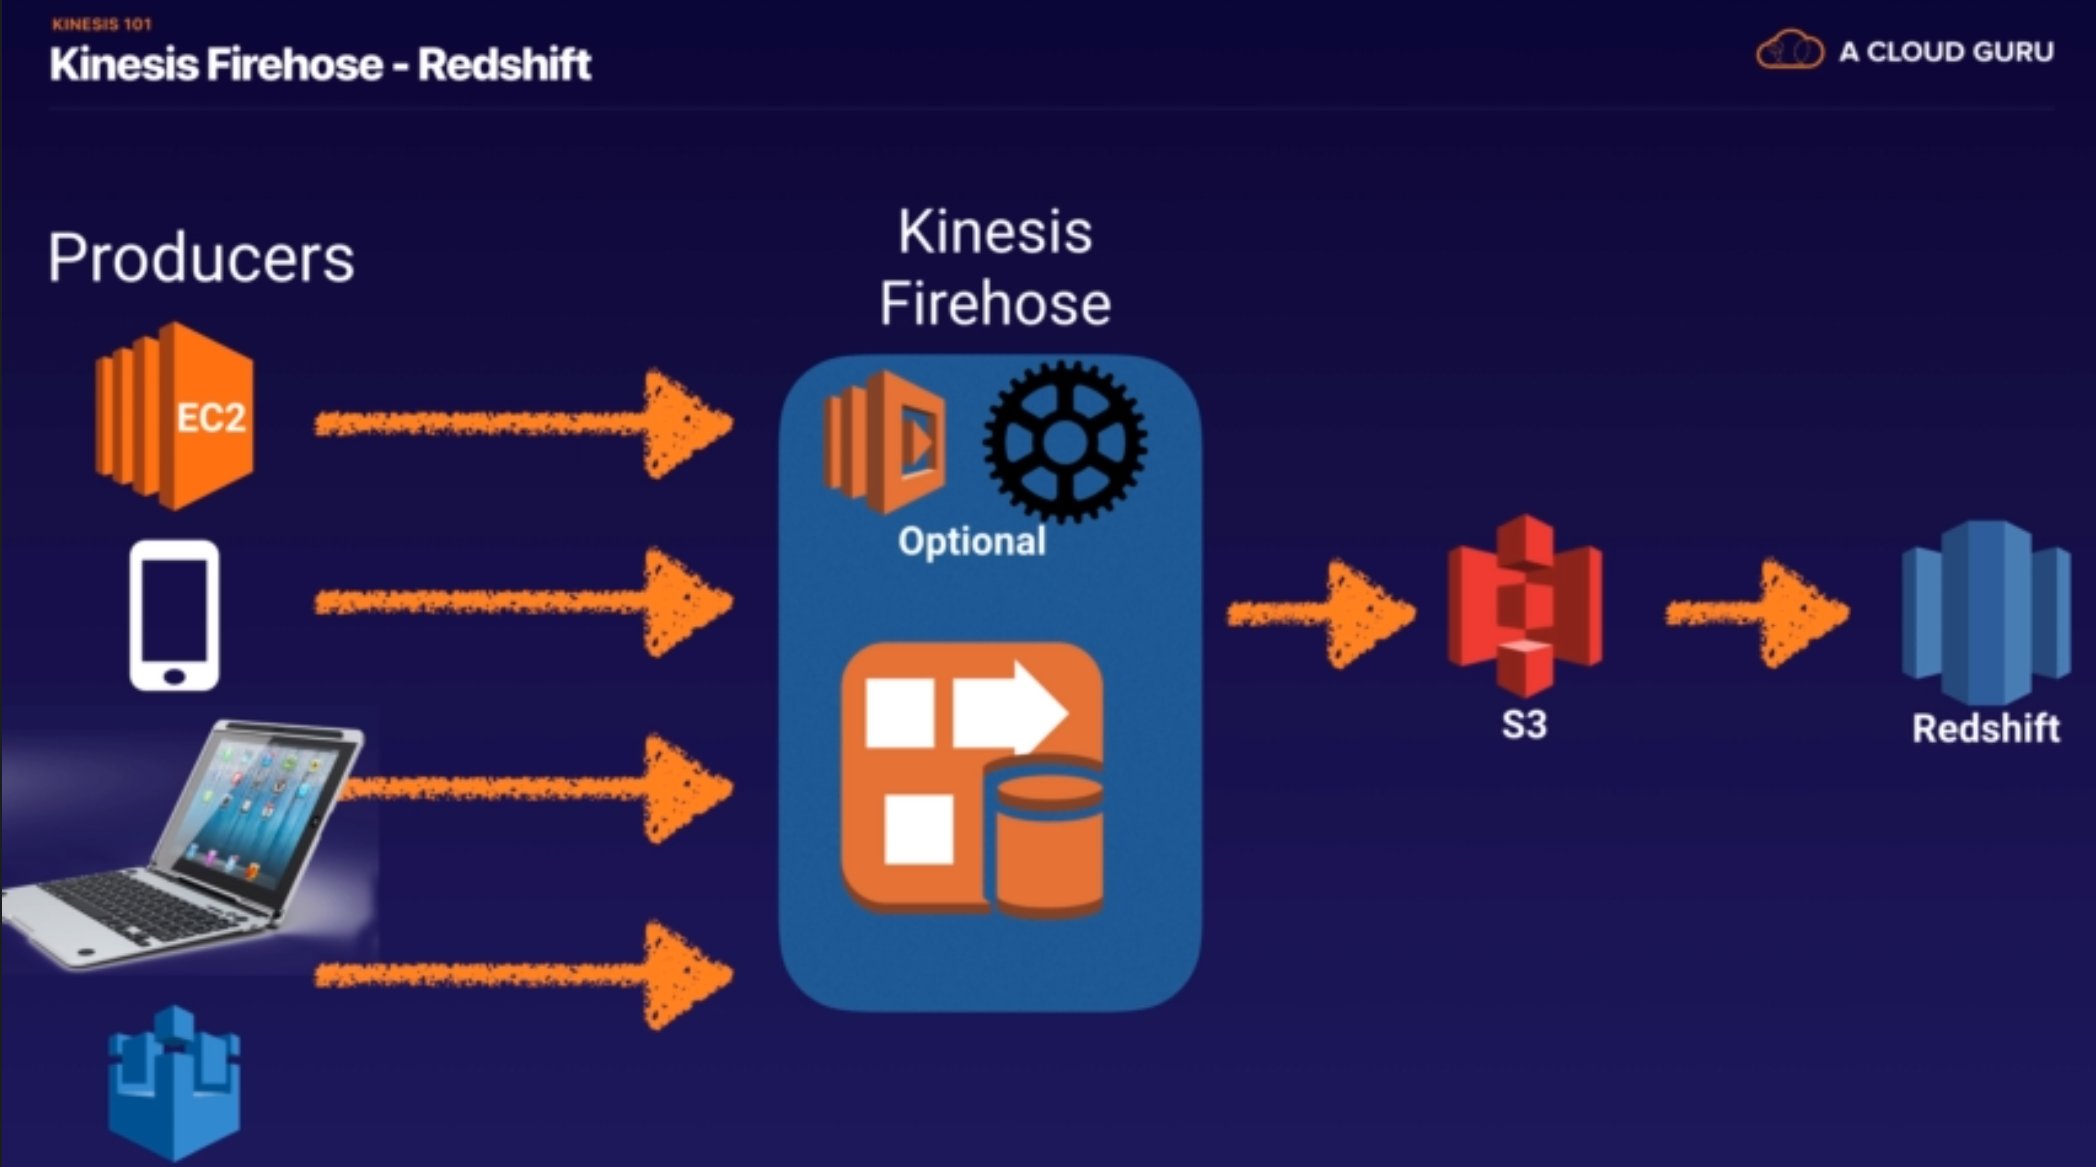 KINESIS 101
Kinesis Firehose - Redshift
A CLOUD GURU
Producers
Kinesis
Firehose
EC2
Optional
S3
Redshift